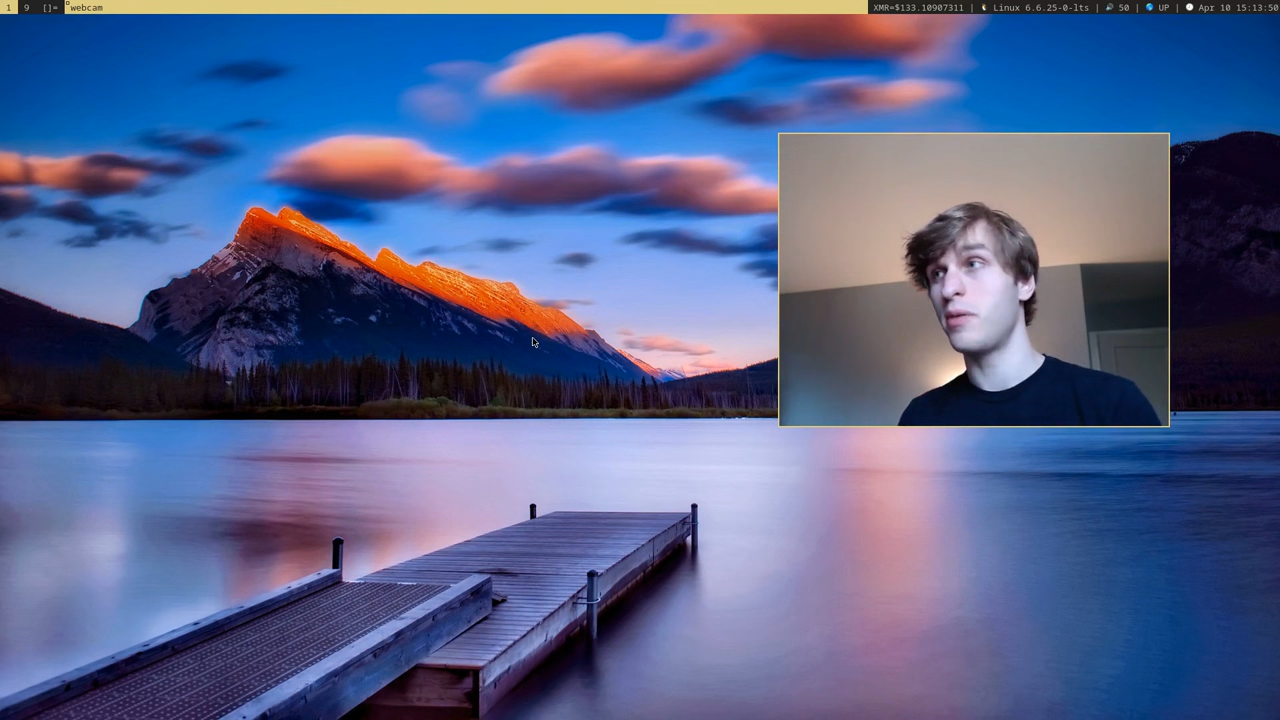 1 9 []= webcam XMR=$133.10907311 | Linux 6.6.25-0-lts | 50 | UP | Apr 10 15:13:50